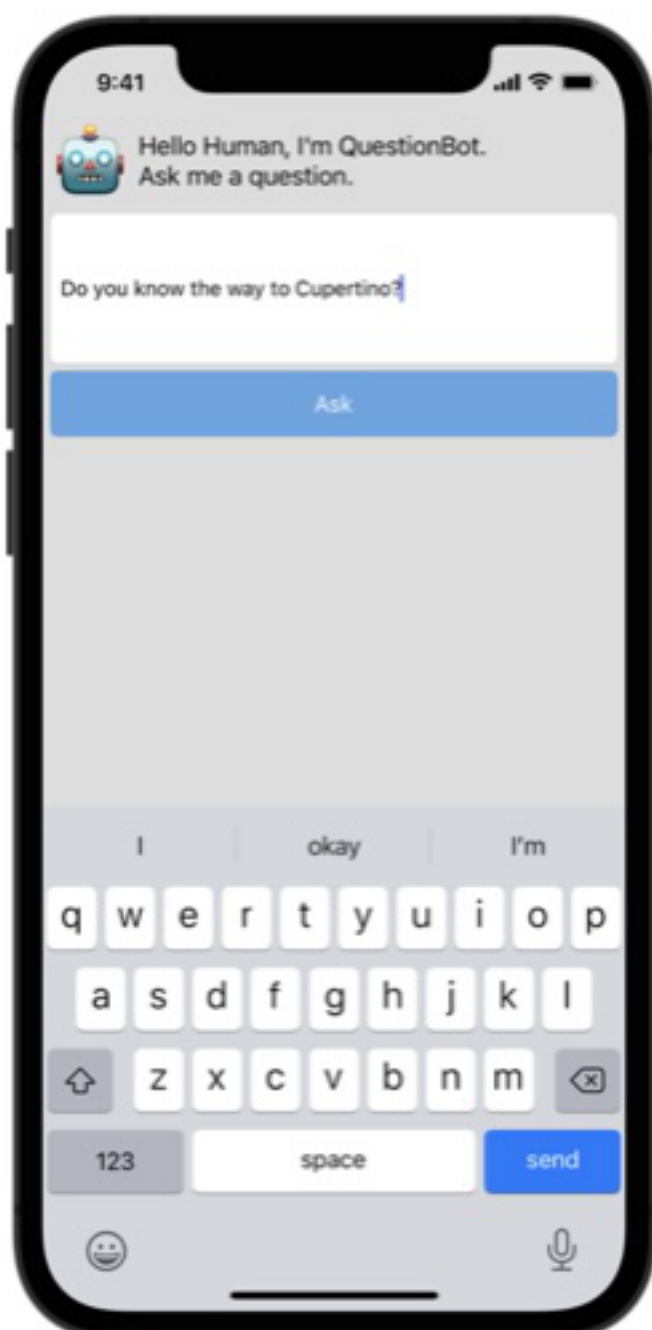 9:41
Hello Human, I'm QuestionBot.
Ask me a question.
Do you know the way to Cupertino?
Ask
I okay I'm
q w e r t y u i o p
a s d f g h j k l
z x c v b n m
123 space send